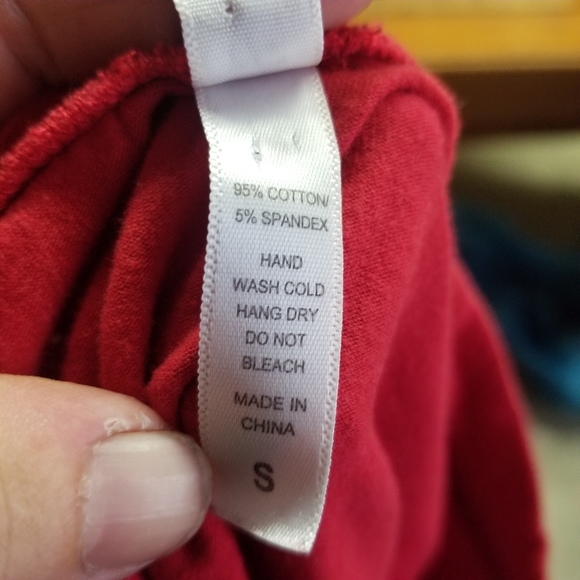 95% COTTON/
5% SPANDEX
HAND
WASH COLD
HANG DRY
DO NOT
BLEACH
MADE IN
CHINA
S